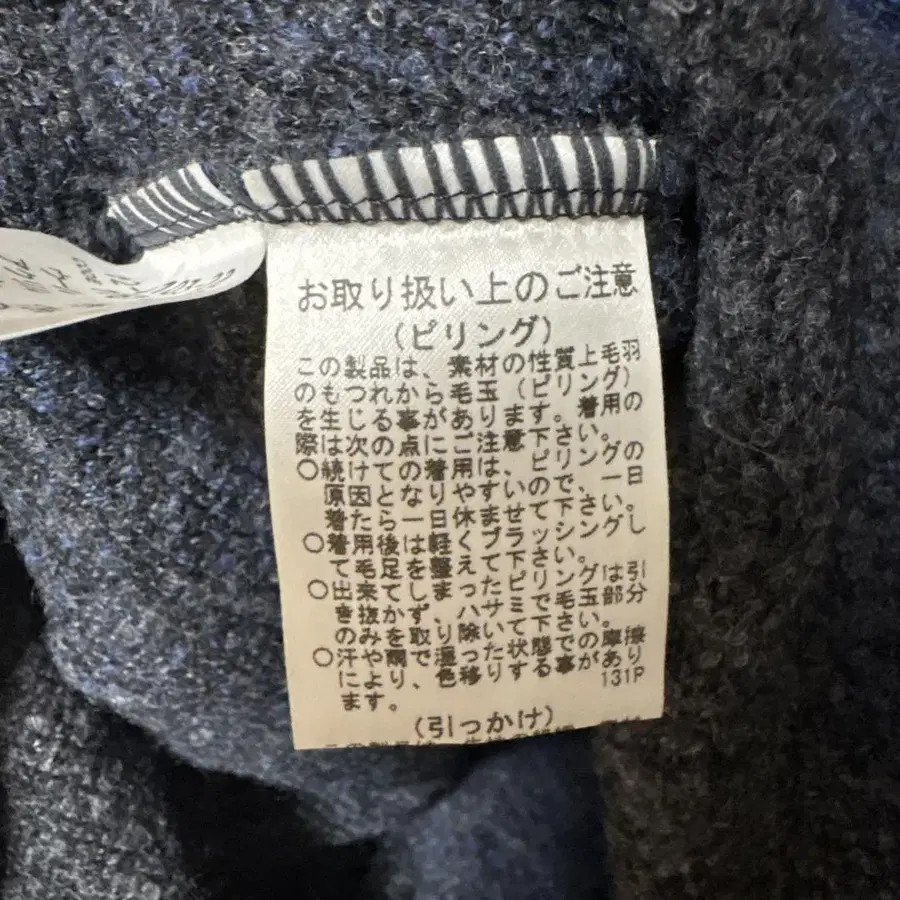 お取り扱い上のご注意
(ピリング)
この製品は、素材の性質上毛羽
のもつれから毛玉(ピリング)
を生じる事があります。着用の
際は次の点にご注意下さい。
○続けての着用は、ピリングの
原因となりやすいので、一日
着たら一日休ませて下さい。
○着用後は軽くブラッシングし
て毛足を整えて下さい。
○出来てしまったピリングは引
き抜かず、ハサミで毛玉部分
のみを取り除いて下さい。
○汗や雨で湿った状態での摩擦
により、色移りする事があり
ます。
131P
(引っかけ)
この製品は、